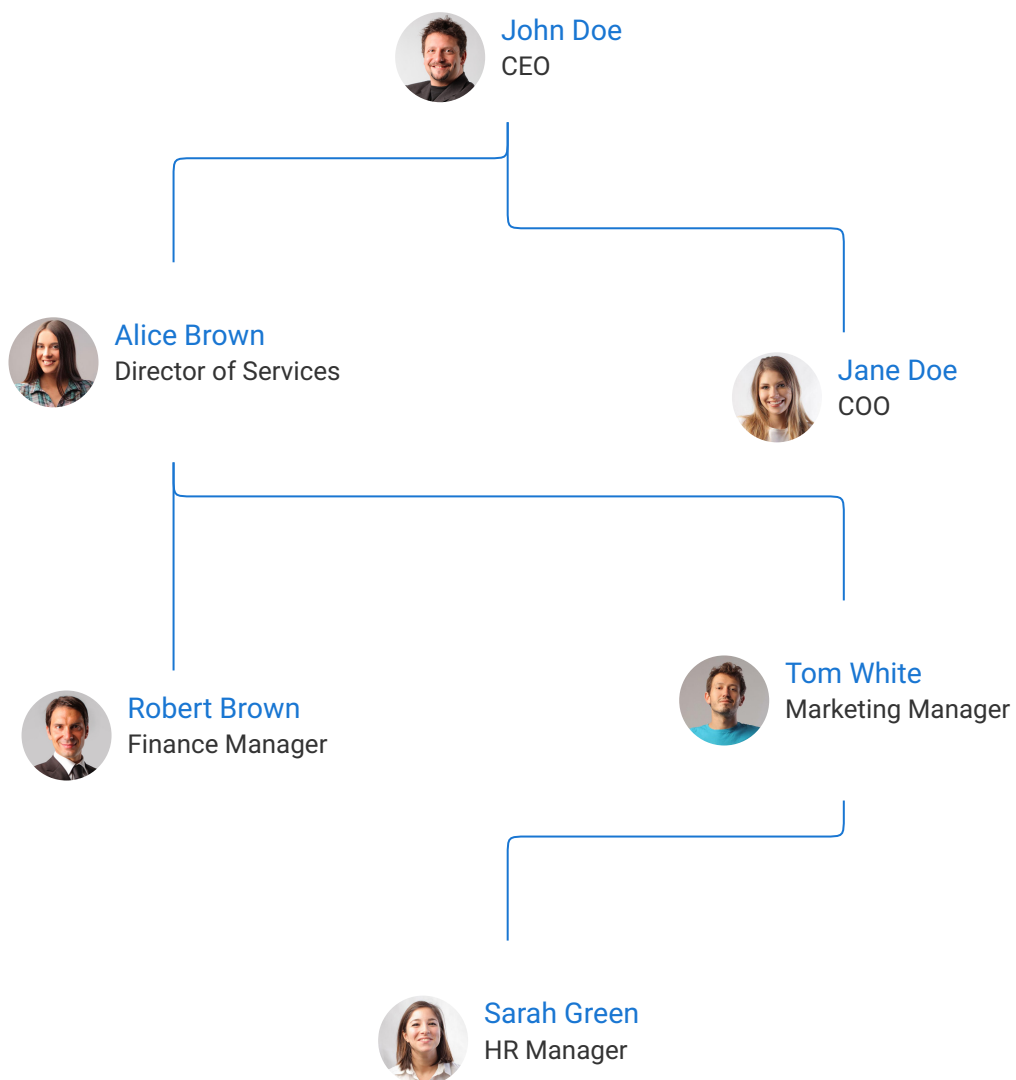 John Doe
CEO
Alice Brown
Director of Services
Jane Doe
COO
Robert Brown
Finance Manager
Tom White
Marketing Manager
Sarah Green
HR Manager